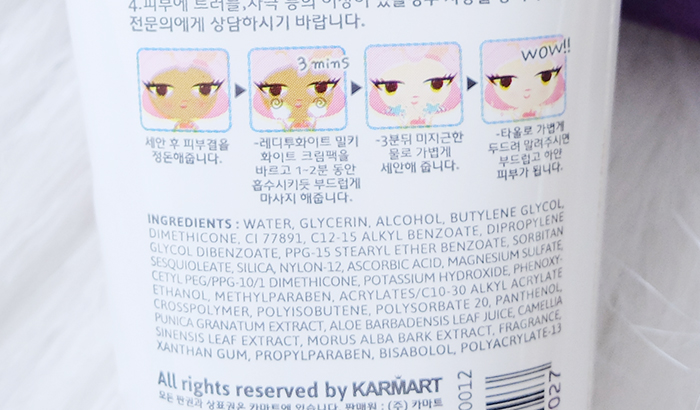 4.피부에 트러블,자극 등의 이상이 있을경우 사용을
전문의에게 상담하시기 바랍니다.
3 mins
WOW!!
세안 후 피부결을
정돈해줍니다.
-레디투화이트 밀키
화이트 크림팩을
바르고 1~2분 동안
흡수시키듯 부드럽게
마사지 해줍니다.
-3분뒤 미지근한
물로 가볍게
세안해 줍니다.
-타올로 가볍게
두드려 말려주시면
부드럽고 하얀
피부가 됩니다.
INGREDIENTS : WATER, GLYCERIN, ALCOHOL, BUTYLENE GLYCOL,
DIMETHICONE, CI 77891, C12-15 ALKYL BENZOATE, DIPROPYLENE
GLYCOL DIBENZOATE, PPG-15 STEARYL ETHER BENZOATE, SORBITAN
SESQUIOLEATE, SILICA, NYLON-12, ASCORBIC ACID, MAGNESIUM SULFATE,
CETYL PEG/PPG-10/1 DIMETHICONE, POTASSIUM HYDROXIDE, PHENOXY-
ETHANOL, METHYLPARABEN, ACRYLATES/C10-30 ALKYL ACRYLATE
CROSSPOLYMER, POLYISOBUTENE, POLYSORBATE 20, PANTHENOL,
PUNICA GRANATUM EXTRACT, ALOE BARBADENSIS LEAF JUICE, CAMELLIA
SINENSIS LEAF EXTRACT, MORUS ALBA BARK EXTRACT, FRAGRANCE,
XANTHAN GUM, PROPYLPARABEN, BISABOLOL, POLYACRYLATE-13
All rights reserved by KARMART
모든 판권과 상표권은 카마트에 있습니다. 판매원 : (주) 카마트
0012
027